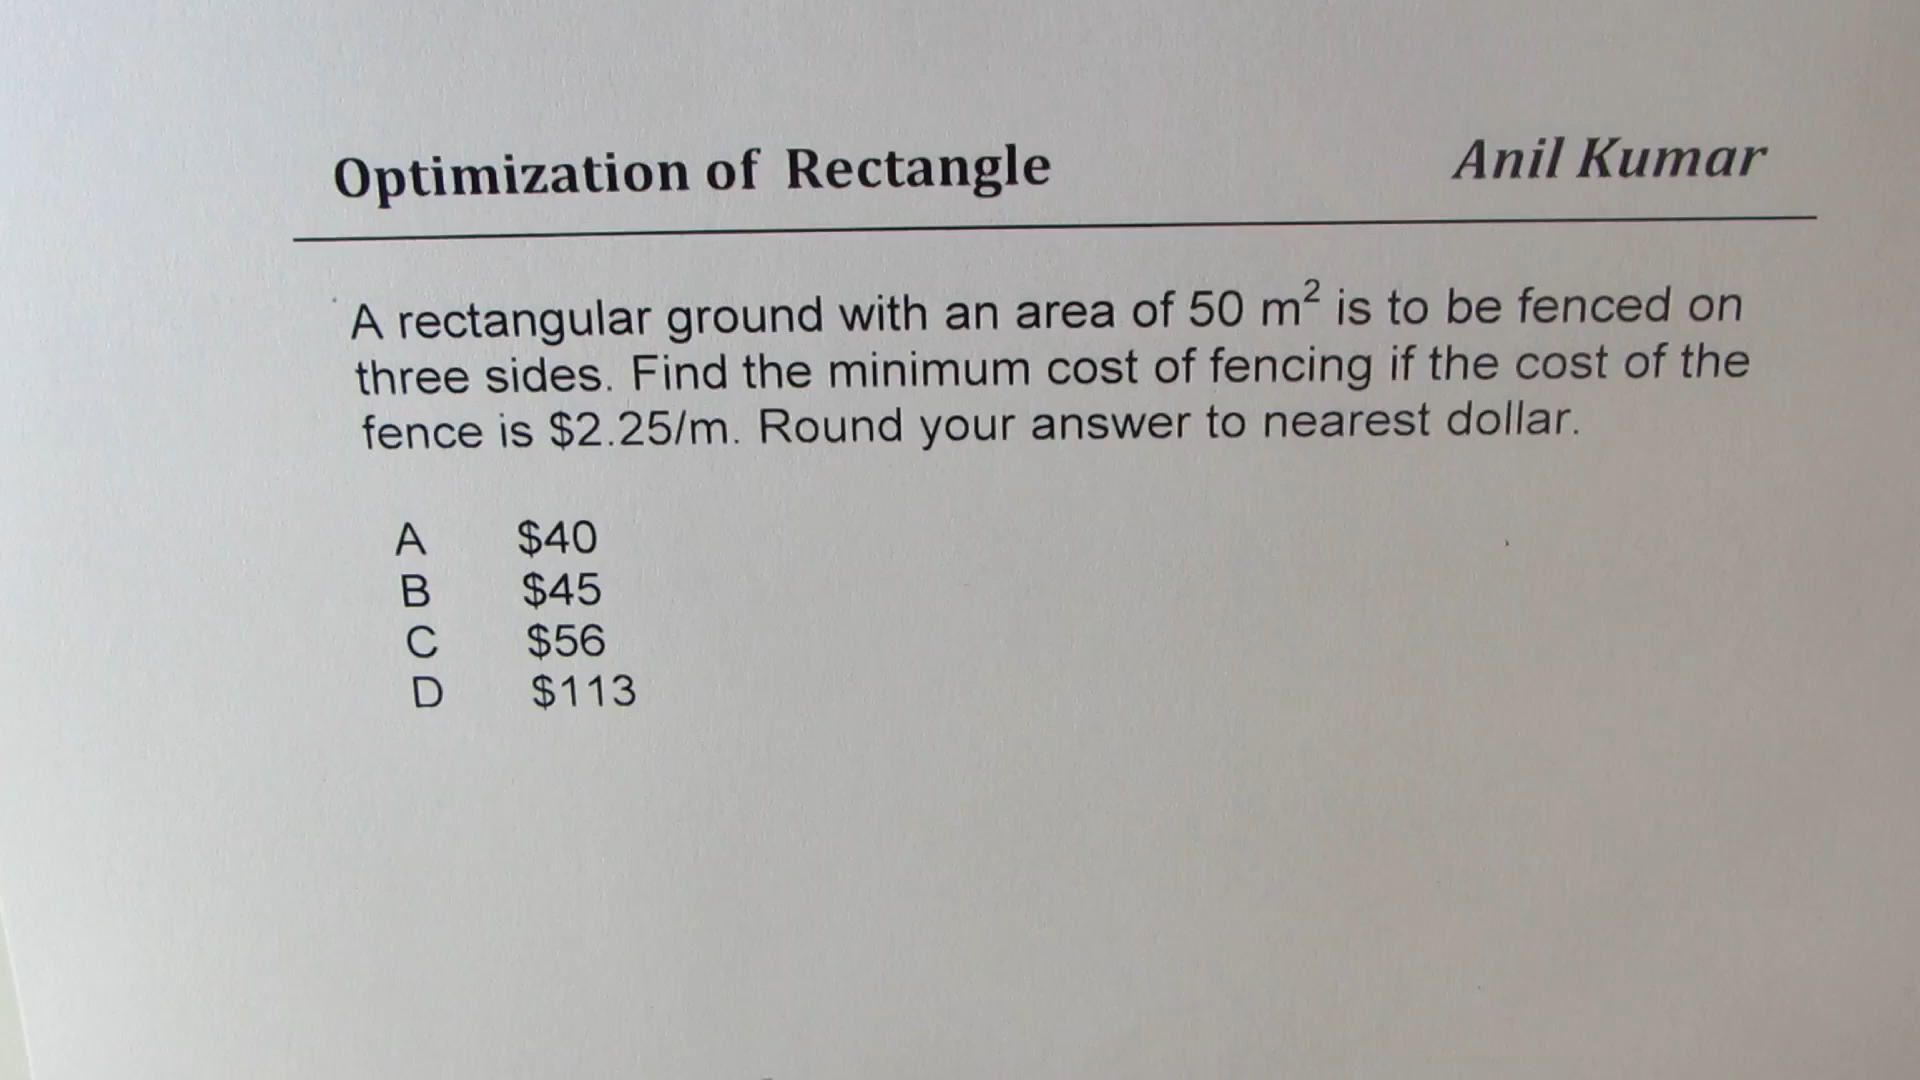 Optimization of Rectangle
Anil Kumar
A rectangular ground with an area of 50 m² is to be fenced on
three sides. Find the minimum cost of fencing if the cost of the
fence is $2.25/m. Round your answer to nearest dollar.
A $40
B $45
C $56
D $113